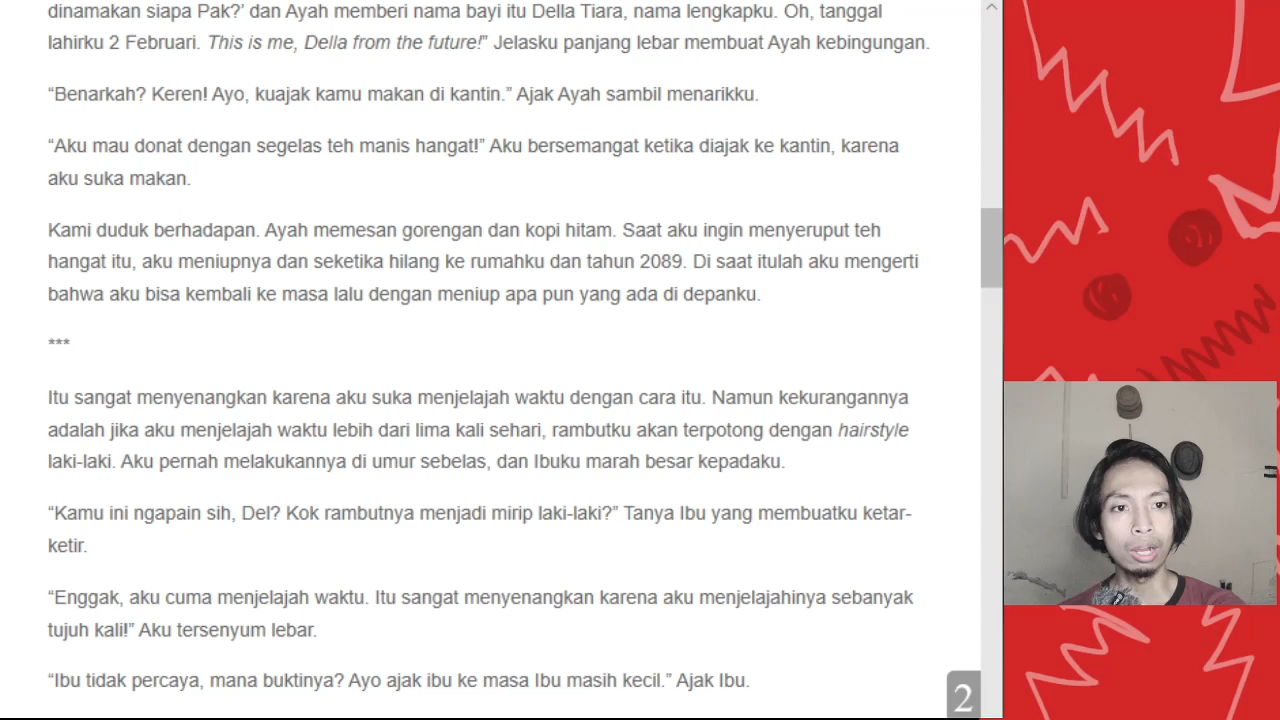 dinamakan siapa Pak?’ dan Ayah memberi nama bayi itu Della Tiara, nama lengkapku. Oh, tanggal
lahirku 2 Februari. This is me, Della from the future!” Jelasku panjang lebar membuat Ayah kebingungan.
“Benarkah? Keren! Ayo, kuajak kamu makan di kantin.” Ajak Ayah sambil menarikku.
“Aku mau donat dengan segelas teh manis hangat!” Aku bersemangat ketika diajak ke kantin, karena
aku suka makan.
Kami duduk berhadapan. Ayah memesan gorengan dan kopi hitam. Saat aku ingin menyeruput teh
hangat itu, aku meniupnya dan seketika hilang ke rumahku dan tahun 2089. Di saat itulah aku mengerti
bahwa aku bisa kembali ke masa lalu dengan meniup apa pun yang ada di depanku.
***
Itu sangat menyenangkan karena aku suka menjelajah waktu dengan cara itu. Namun kekurangannya
adalah jika aku menjelajah waktu lebih dari lima kali sehari, rambutku akan terpotong dengan hairstyle
laki-laki. Aku pernah melakukannya di umur sebelas, dan Ibuku marah besar kepadaku.
“Kamu ini ngapain sih, Del? Kok rambutnya menjadi mirip laki-laki?” Tanya Ibu yang membuatku ketar-
ketir.
“Enggak, aku cuma menjelajah waktu. Itu sangat menyenangkan karena aku menjelajahinya sebanyak
tujuh kali!” Aku tersenyum lebar.
“Ibu tidak percaya, mana buktinya? Ayo ajak ibu ke masa Ibu masih kecil.” Ajak Ibu.
2